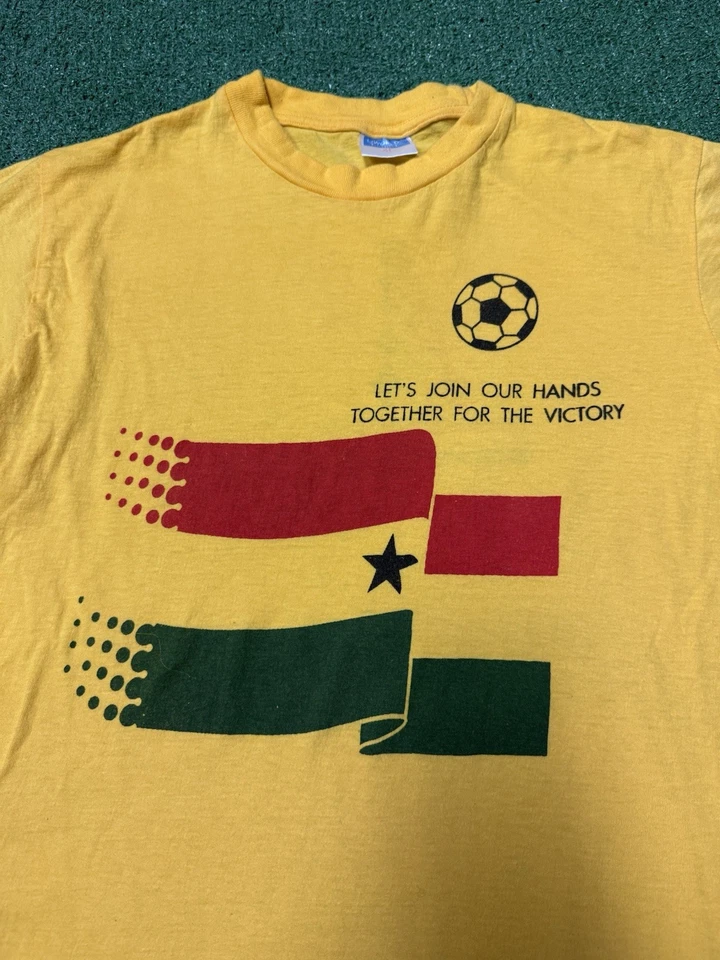 LET'S JOIN OUR HANDS
TOGETHER FOR THE VICTORY